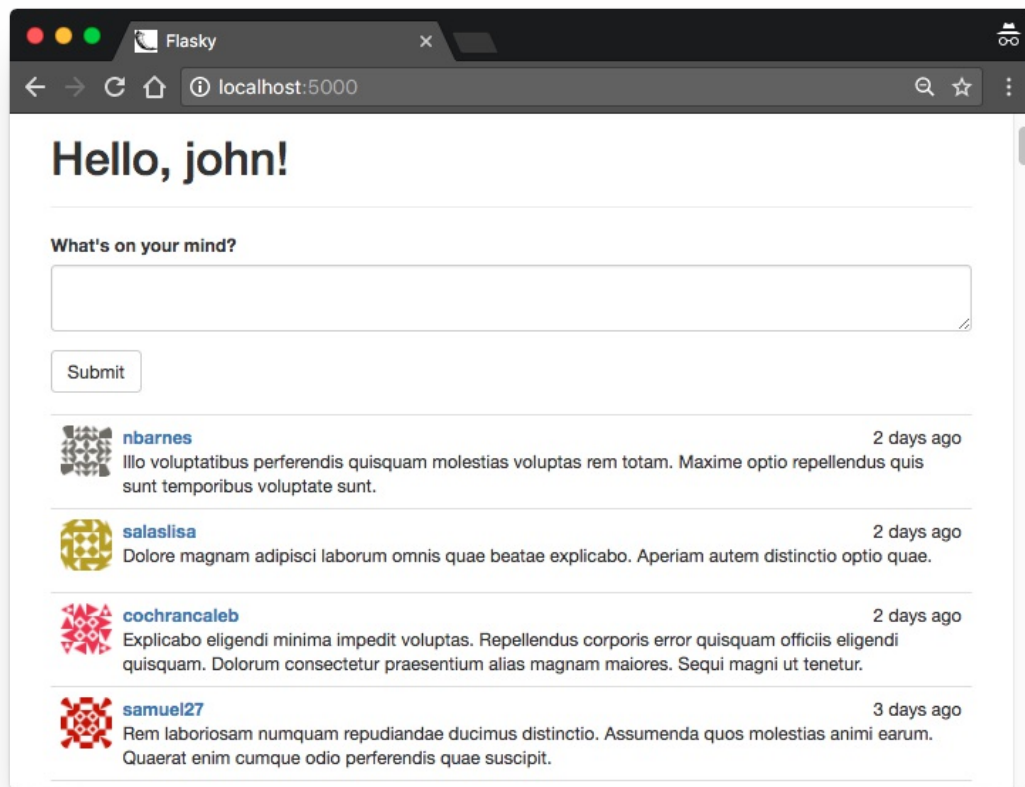 Flasky
localhost:5000
Hello, john!
What's on your mind?
Submit
nbarnes 2 days ago
Illo voluptatibus perferendis quisquam molestias voluptas rem totam. Maxime optio repellendus quis
sunt temporibus voluptate sunt.
salaslisa 2 days ago
Dolore magnam adipisci laborum omnis quae beatae explicabo. Aperiam autem distinctio optio quae.
cochrancaleb 2 days ago
Explicabo eligendi minima impedit voluptas. Repellendus corporis error quisquam officiis eligendi
quisquam. Dolorum consectetur praesentium alias magnam maiores. Sequi magni ut tenetur.
samuel27 3 days ago
Rem laboriosam numquam repudiandae ducimus distinctio. Assumenda quos molestias animi earum.
Quaerat enim cumque odio perferendis quae suscipit.